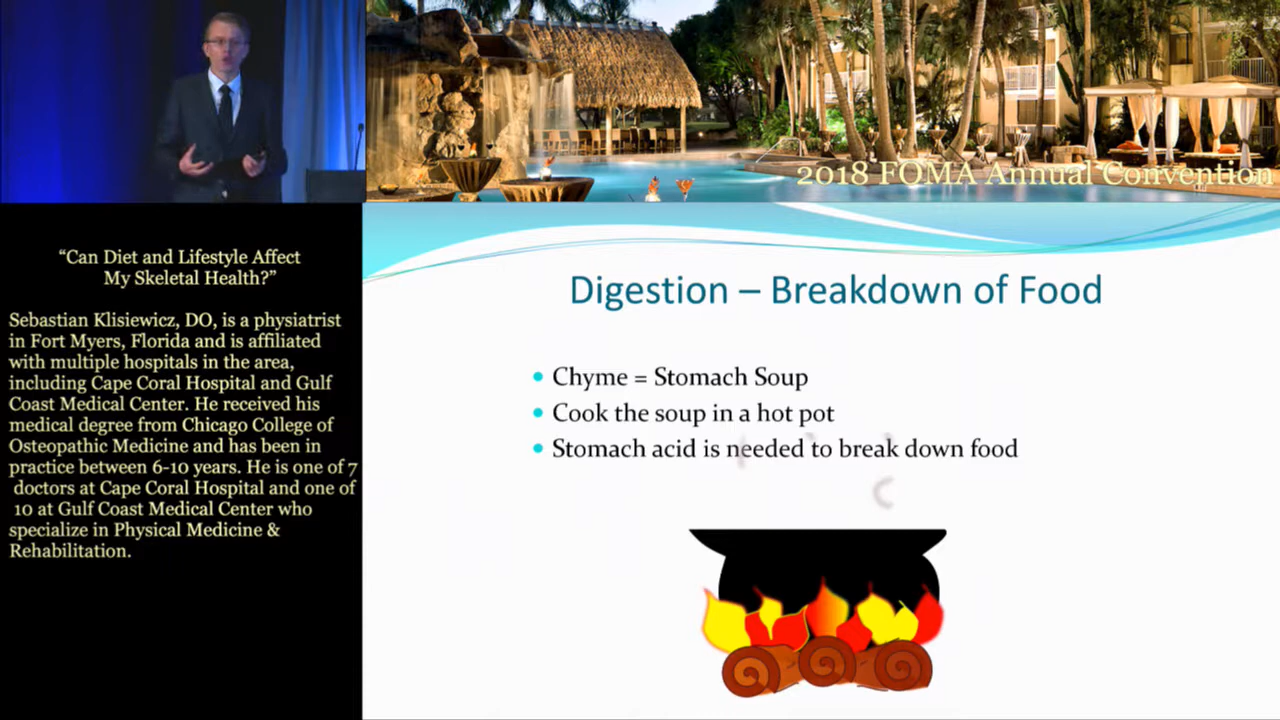 2018 FOMA Annual Convention
“Can Diet and Lifestyle Affect
My Skeletal Health?”
Sebastian Klisiewicz, DO, is a physiatrist
in Fort Myers, Florida and is affiliated
with multiple hospitals in the area,
including Cape Coral Hospital and Gulf
Coast Medical Center. He received his
medical degree from Chicago College of
Osteopathic Medicine and has been in
practice between 6-10 years. He is one of 7
doctors at Cape Coral Hospital and one of
10 at Gulf Coast Medical Center who
specialize in Physical Medicine &
Rehabilitation.
Digestion – Breakdown of Food
• Chyme = Stomach Soup
• Cook the soup in a hot pot
• Stomach acid is needed to break down food